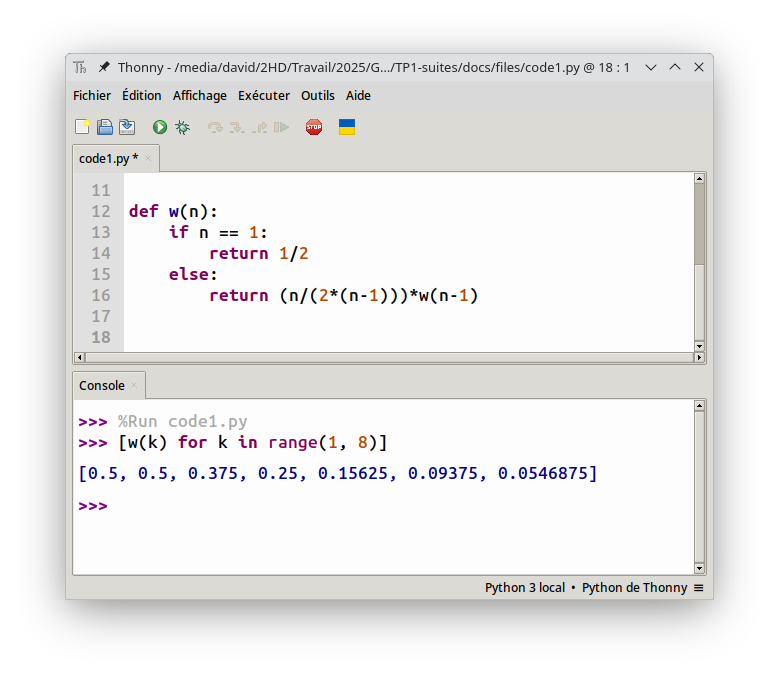 Th Thonny - /media/david/2HD/Travail/2025/G.../TP1-suites/docs/files/code1.py @ 18 : 1
Fichier Édition Affichage Exécuter Outils Aide
STOP
code1.py *
11
12 def w(n):
13     if n == 1:
14         return 1/2
15     else:
16         return (n/(2*(n-1)))*w(n-1)
17
18
Console
>>> %Run code1.py
>>> [w(k) for k in range(1, 8)]
[0.5, 0.5, 0.375, 0.25, 0.15625, 0.09375, 0.0546875]
>>>
Python 3 local • Python de Thonny ≡